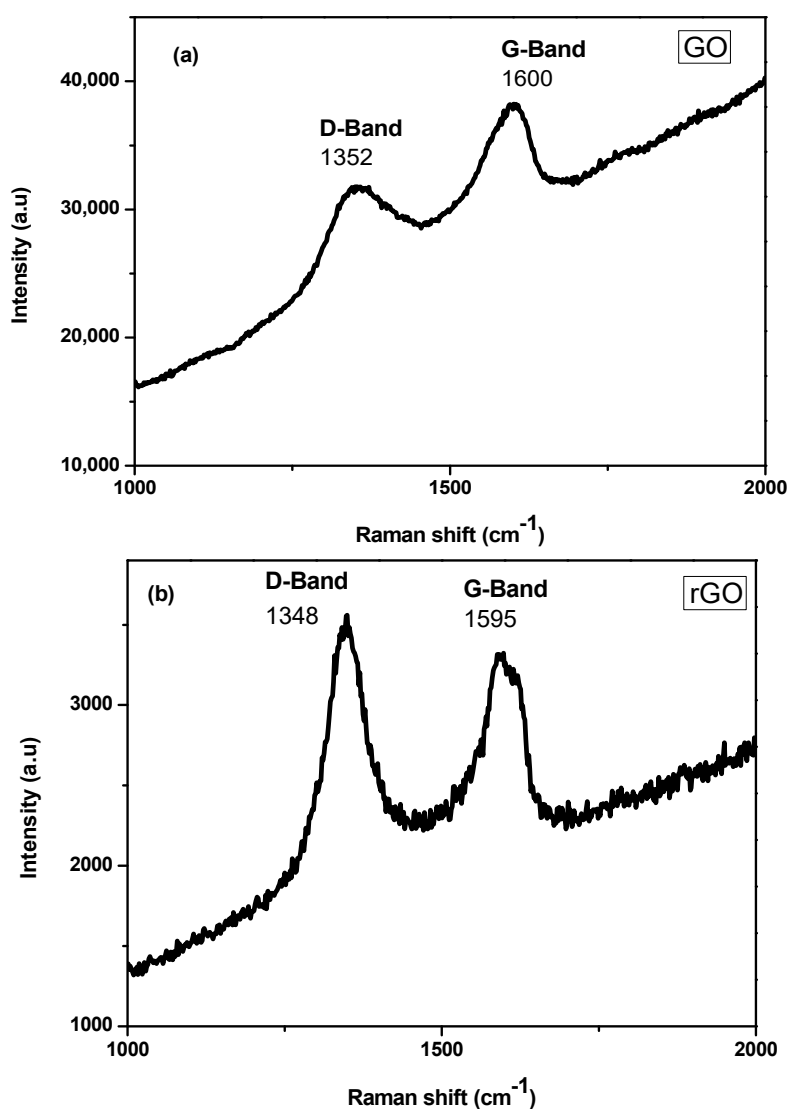 (a)
G-Band
1600
GO
D-Band
1352
40,000
30,000
20,000
10,000
Intensity (a.u)
1000
1500
2000
Raman shift (cm-1)
(b)
D-Band
1348
G-Band
1595
rGO
3000
2000
1000
Intensity (a.u)
1000
1500
2000
Raman shift (cm-1)